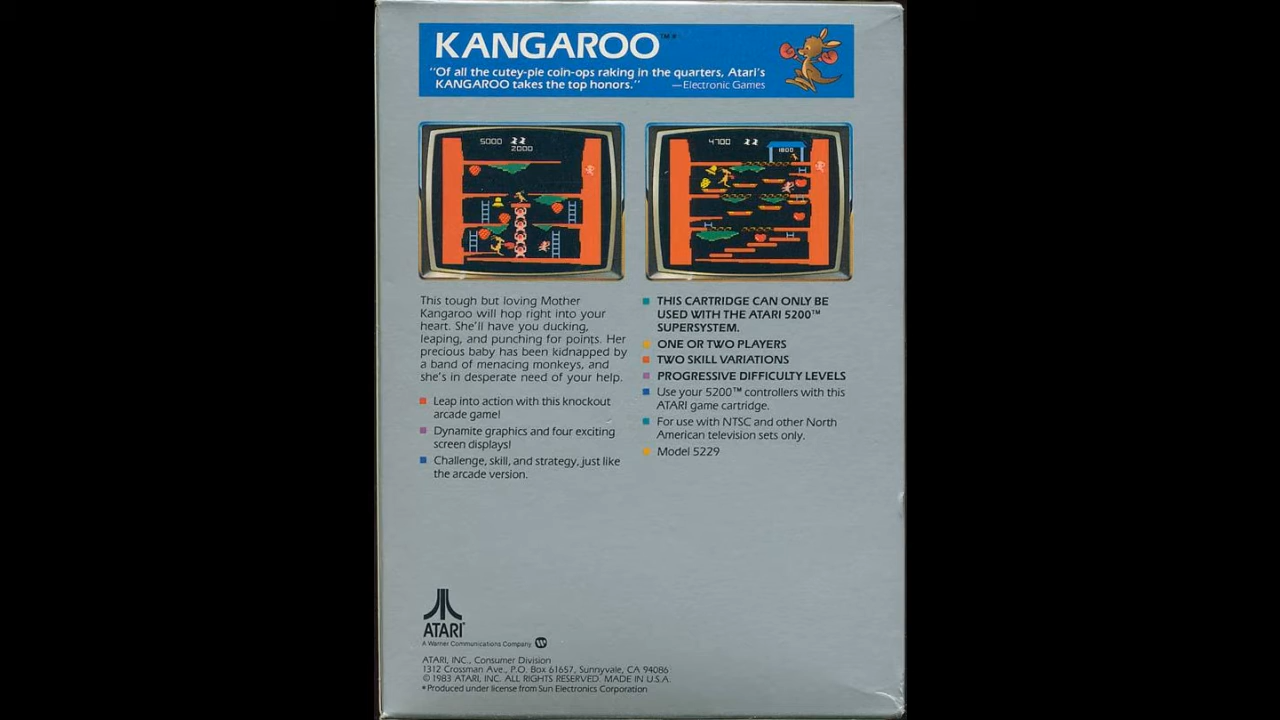 KANGAROO™*
"Of all the cutey-pie coin-ops raking in the quarters, Atari's
KANGAROO takes the top honors."
—Electronic Games
5000
2000
4700
1800
This tough but loving Mother
Kangaroo will hop right into your
heart. She'll have you ducking,
leaping, and punching for points. Her
precious baby has been kidnapped by
a band of menacing monkeys, and
she's in desperate need of your help.
Leap into action with this knockout
arcade game!
Dynamite graphics and four exciting
screen displays!
Challenge, skill, and strategy, just like
the arcade version.
THIS CARTRIDGE CAN ONLY BE
USED WITH THE ATARI 5200™
SUPERSYSTEM.
ONE OR TWO PLAYERS
TWO SKILL VARIATIONS
PROGRESSIVE DIFFICULTY LEVELS
Use your 5200™ controllers with this
ATARI game cartridge.
For use with NTSC and other North
American television sets only.
Model 5229
ATARI®
A Warner Communications Company
ATARI, INC., Consumer Division
1312 Crossman Ave., P.O. Box 61657, Sunnyvale, CA 94086
© 1983 ATARI, INC. ALL RIGHTS RESERVED. MADE IN U.S.A.
*Produced under license from Sun Electronics Corporation